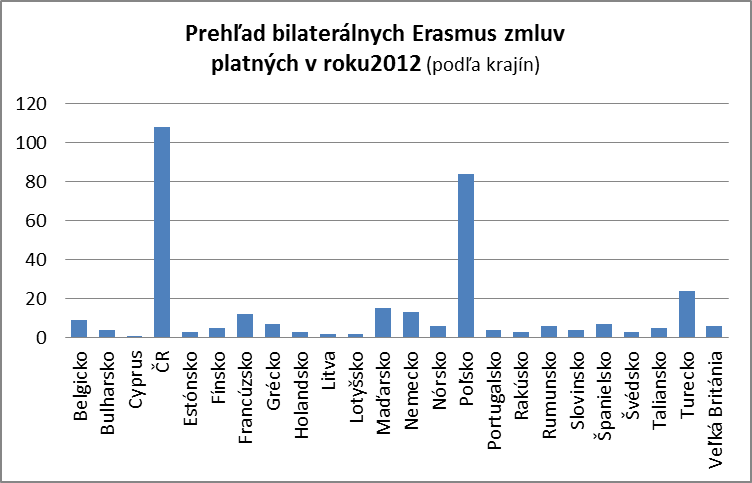 Prehľad bilaterálnych Erasmus zmluv
platných v roku2012 (podľa krajín)
120
100
80
60
40
20
0
Belgicko
Bulharsko
Cyprus
ČR
Estónsko
Fínsko
Francúzsko
Grécko
Holandsko
Litva
Lotyšsko
Maďarsko
Nemecko
Nórsko
Poľsko
Portugalsko
Rakúsko
Rumunsko
Slovinsko
Španielsko
Švédsko
Taliansko
Turecko
Veľká Británia